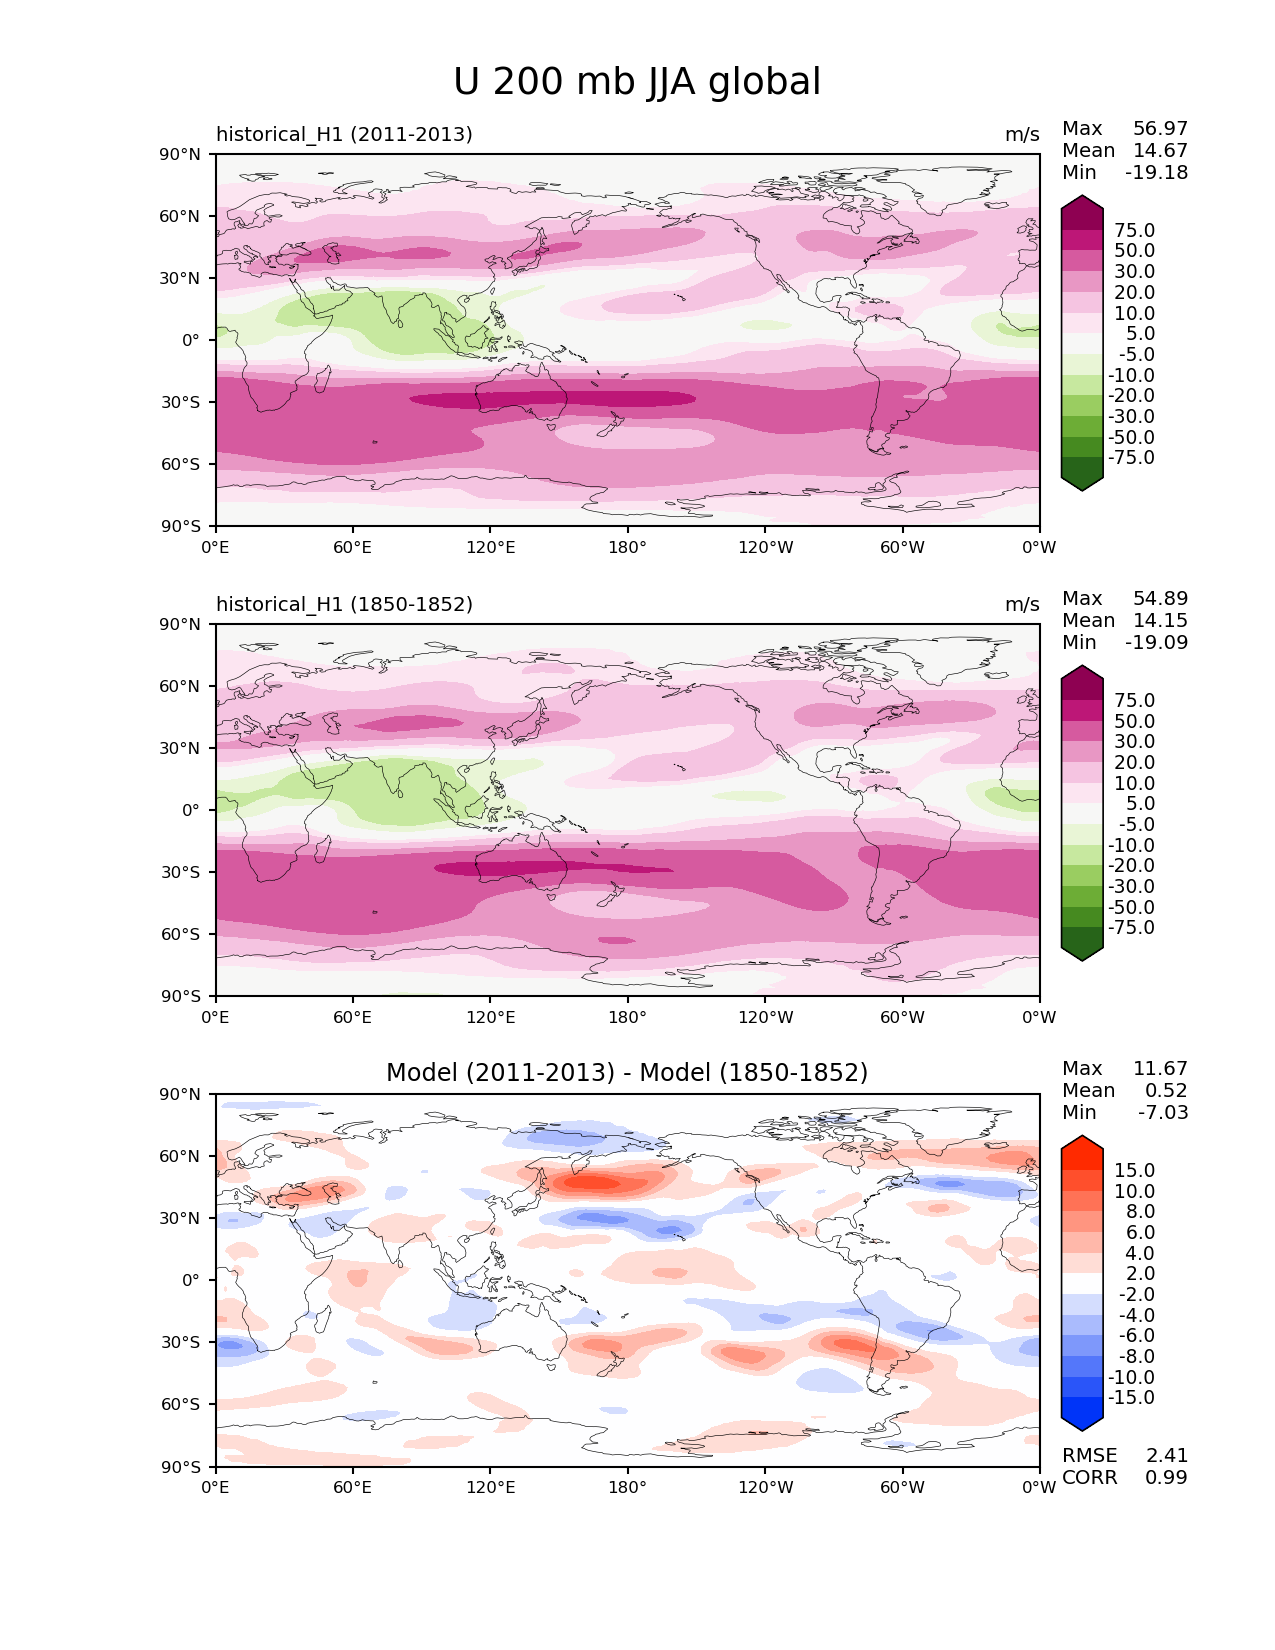 U 200 mb JJA global
historical_H1 (2011-2013) m/s
Max 56.97
Mean 14.67
Min -19.18
90°N
60°N
30°N
0°
30°S
60°S
90°S
0°E 60°E 120°E 180° 120°W 60°W 0°W
75.0
50.0
30.0
20.0
10.0
5.0
-5.0
-10.0
-20.0
-30.0
-50.0
-75.0
historical_H1 (1850-1852) m/s
Max 54.89
Mean 14.15
Min -19.09
90°N
60°N
30°N
0°
30°S
60°S
90°S
0°E 60°E 120°E 180° 120°W 60°W 0°W
75.0
50.0
30.0
20.0
10.0
5.0
-5.0
-10.0
-20.0
-30.0
-50.0
-75.0
Model (2011-2013) - Model (1850-1852)
Max 11.67
Mean 0.52
Min -7.03
90°N
60°N
30°N
0°
30°S
60°S
90°S
0°E 60°E 120°E 180° 120°W 60°W 0°W
15.0
10.0
8.0
6.0
4.0
2.0
-2.0
-4.0
-6.0
-8.0
-10.0
-15.0
RMSE 2.41
CORR 0.99